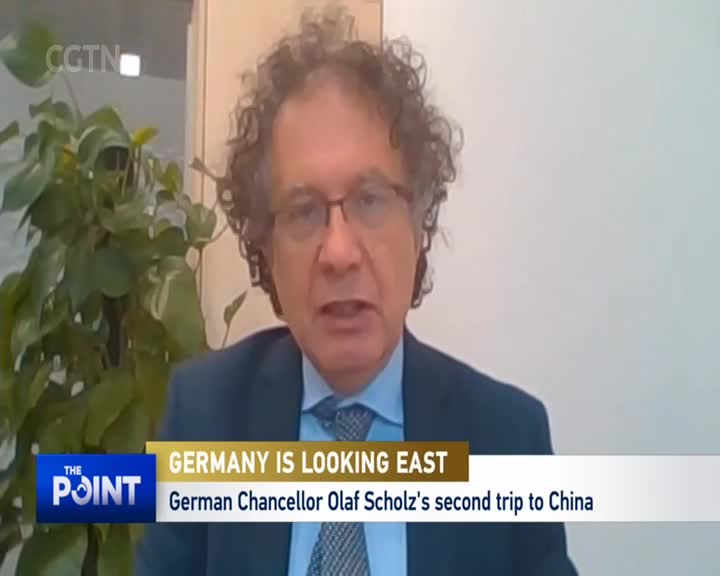 CGTN
GERMANY IS LOOKING EAST
THE POINT
German Chancellor Olaf Scholz's second trip to China